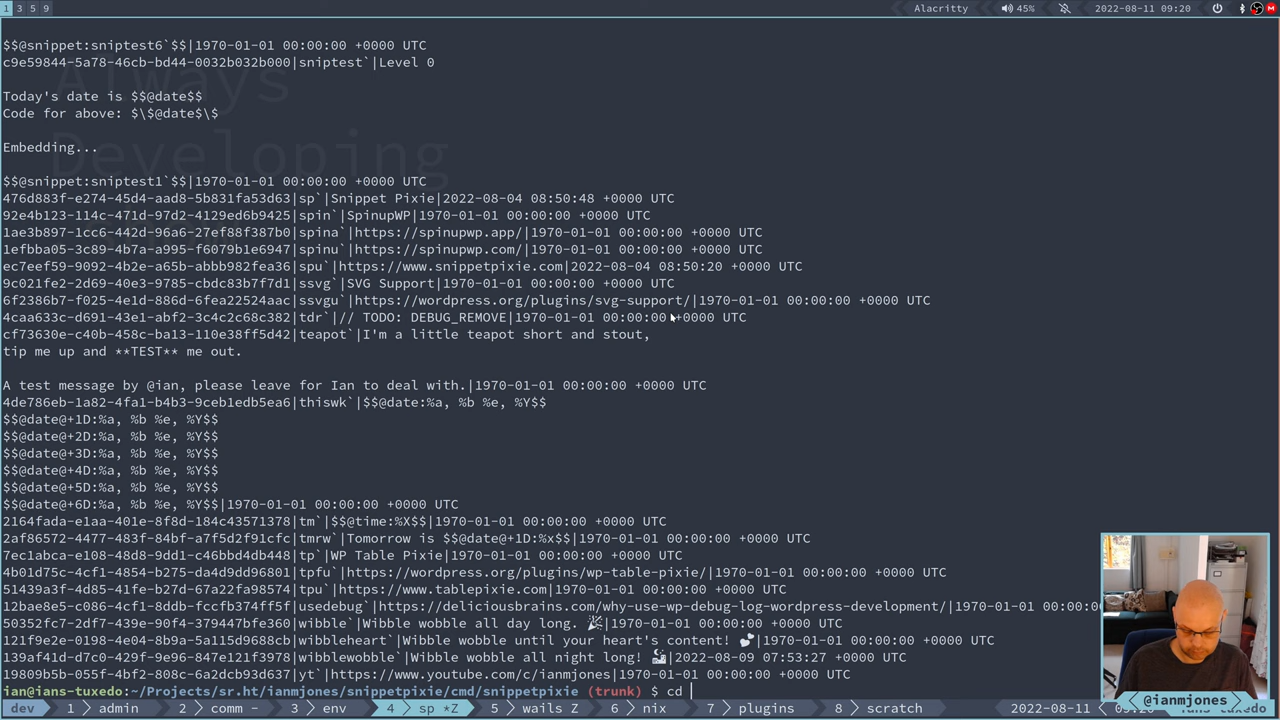 1 3 5 9 Alacritty 45% 2022-08-11 09:20
$$@snippet:sniptest6`$$|1970-01-01 00:00:00 +0000 UTC
c9e59844-5a78-46cb-bd44-0032b032b000|sniptest`|Level 0
Always
Today's date is $$@date$$
Code for above: $\$@date$\$
Embedding...
Developing
$$@snippet:sniptest1`$$|1970-01-01 00:00:00 +0000 UTC
476d883f-e274-45d4-aad8-5b831fa53d63|sp`|Snippet Pixie|2022-08-04 08:50:48 +0000 UTC
92e4b123-114c-471d-97d2-4129ed6b9425|spin`|SpinupWP|1970-01-01 00:00:00 +0000 UTC
1ae3b897-1cc6-442d-96a6-27ef88f387b0|spina`|https://spinupwp.app/|1970-01-01 00:00:00 +0000 UTC
1efbba05-3c89-4b7a-a995-f6079b1e6947|spinu`|https://spinupwp.com/|1970-01-01 00:00:00 +0000 UTC
ec7eef59-9092-4b2e-a65b-abbb982fea36|spu`|https://www.snippetpixie.com|2022-08-04 08:50:20 +0000 UTC
9c021fe2-2d69-40e3-9785-cbdc83b7f7d1|ssvg`|SVG Support|1970-01-01 00:00:00 +0000 UTC
6f2386b7-f025-4e1d-886d-6fea22524aac|ssvgu`|https://wordpress.org/plugins/svg-support/|1970-01-01 00:00:00 +0000 UTC
4caa633c-d691-43e1-abf2-3c4c2c68c382|tdr`|// TODO: DEBUG_REMOVE|1970-01-01 00:00:00 +0000 UTC
cf73630e-c40b-458c-ba13-110e38ff5d42|teapot`|I'm a little teapot short and stout,
tip me up and **TEST** me out.
A test message by @ian, please leave for Ian to deal with.|1970-01-01 00:00:00 +0000 UTC
4de786eb-1a82-4fa1-b4b3-9ceb1edb5ea6|thiswk`|$$@date:%a, %b %e, %Y$$
$$@date@+1D:%a, %b %e, %Y$$
$$@date@+2D:%a, %b %e, %Y$$
$$@date@+3D:%a, %b %e, %Y$$
$$@date@+4D:%a, %b %e, %Y$$
$$@date@+5D:%a, %b %e, %Y$$
$$@date@+6D:%a, %b %e, %Y$$|1970-01-01 00:00:00 +0000 UTC
2164fada-e1aa-401e-8f8d-184c43571378|tm`|$$@time:%X$$|1970-01-01 00:00:00 +0000 UTC
2af86572-4477-483f-84bf-a7f5d2f91cfc|tmrw`|Tomorrow is $$@date@+1D:%x$$|1970-01-01 00:00:00 +0000 UTC
7ec1abca-e108-48d8-9dd1-c46bbd4db448|tp`|WP Table Pixie|1970-01-01 00:00:00 +0000 UTC
4b01d75c-4cf1-4854-b275-da4d9dd96801|tpfu`|https://wordpress.org/plugins/wp-table-pixie/|1970-01-01 00:00:00 +0000 UTC
51439a3f-4d85-41fe-b27d-67a22fa98574|tpu`|https://www.tablepixie.com|1970-01-01 00:00:00 +0000 UTC
12bae8e5-c086-4cf1-8ddb-fccfb374ff5f|usedebug`|https://deliciousbrains.com/why-use-wp-debug-log-wordpress-development/|1970-01-01 00:00:00 +00
50352fc7-2df7-439e-90f4-379447bfe360|wibble`|Wibble wobble all day long. 🎉|1970-01-01 00:00:00 +0000 UTC
121f9e2e-0198-4e04-8b9a-5a115d9688cb|wibbleheart`|Wibble wobble until your heart's content! 💕|1970-01-01 00:00:00 +0000 UTC
139af41d-d7c0-429f-9e96-847e121f3978|wibblewobble`|Wibble wobble all night long! |2022-08-09 07:53:27 +0000 UTC
19809b5b-055f-4bf2-808c-6a2dcb93d637|yt`|https://www.youtube.com/c/ianmjones|1970-01-01 00:00:00 +0000 UTC
ian@ians-tuxedo:~/Projects/sr.ht/ianmjones/snippetpixie/cmd/snippetpixie (trunk) $ cd
dev 1 admin 2 comm - 3 env 4 sp *Z 5 wails Z 6 nix 7 plugins 8 scratch 2022-08-11
@ianmjones